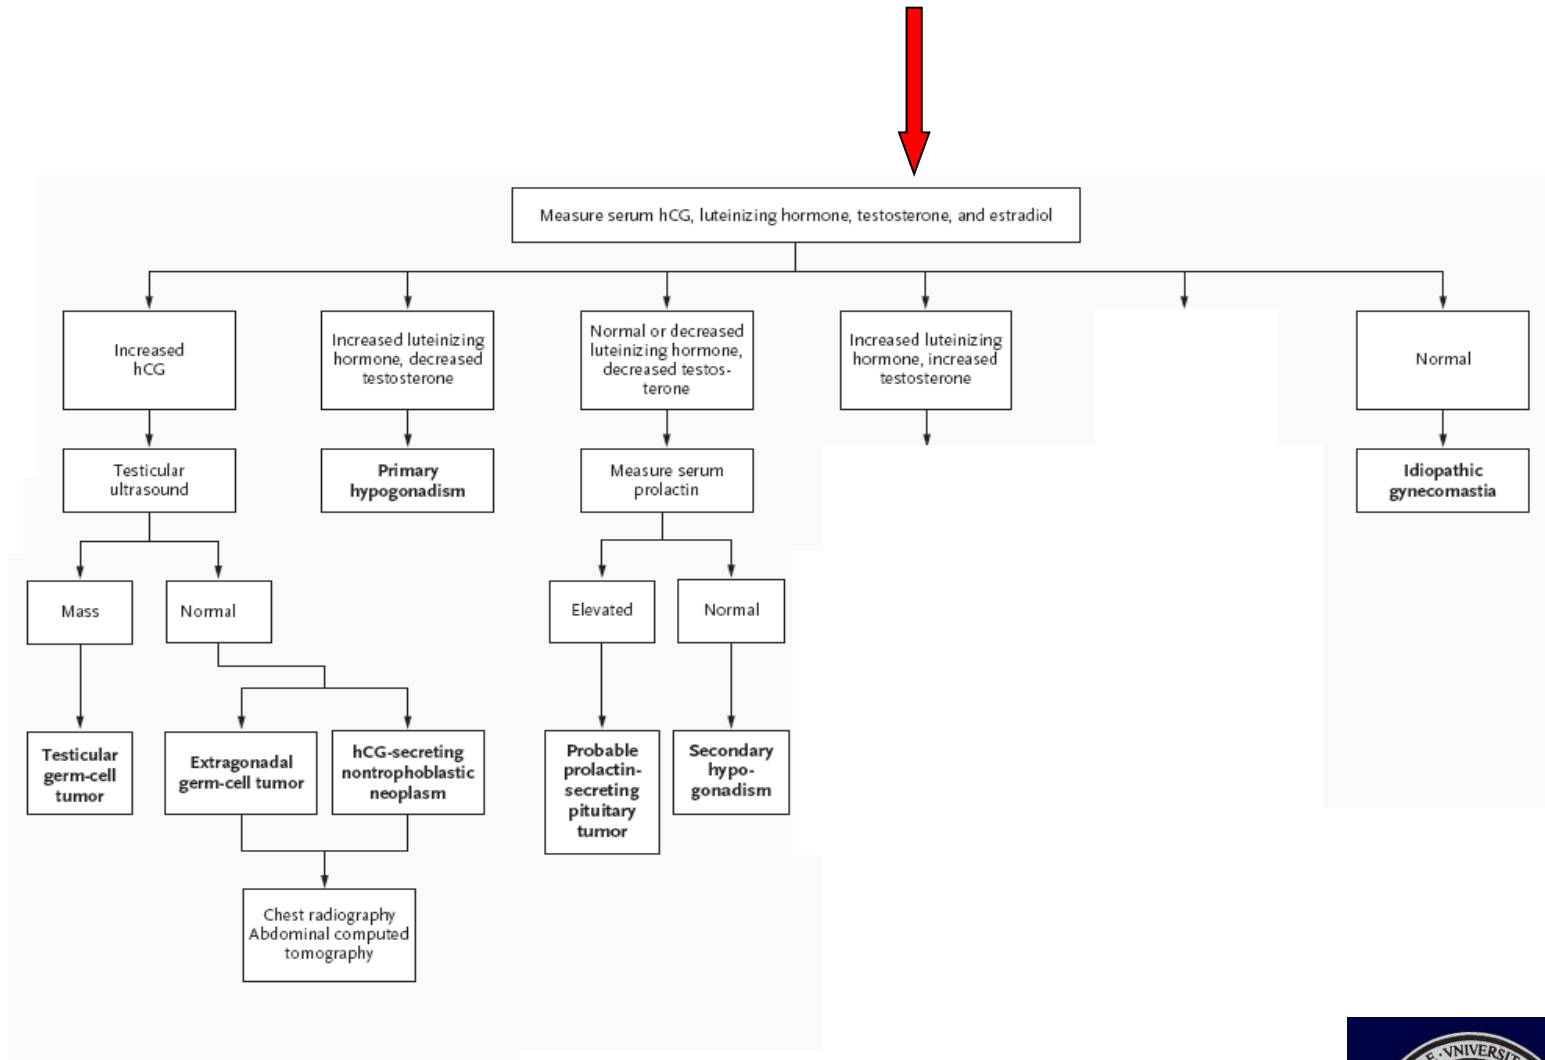 Measure serum hCG, luteinizing hormone, testosterone, and estradiol
Increased
hCG
Increased luteinizing
hormone, decreased
testosterone
Normal or decreased
luteinizing hormone,
decreased testos-
terone
Increased luteinizing
hormone, increased
testosterone
Normal
Testicular
ultrasound
Primary
hypogonadism
Measure serum
prolactin
Idiopathic
gynecomastia
Mass
Normal
Elevated
Normal
Testicular
germ-cell
tumor
Extragonadal
germ-cell tumor
hCG-secreting
nontrophoblastic
neoplasm
Probable
prolactin-
secreting
pituitary
tumor
Secondary
hypo-
gonadism
Chest radiography
Abdominal computed
tomography